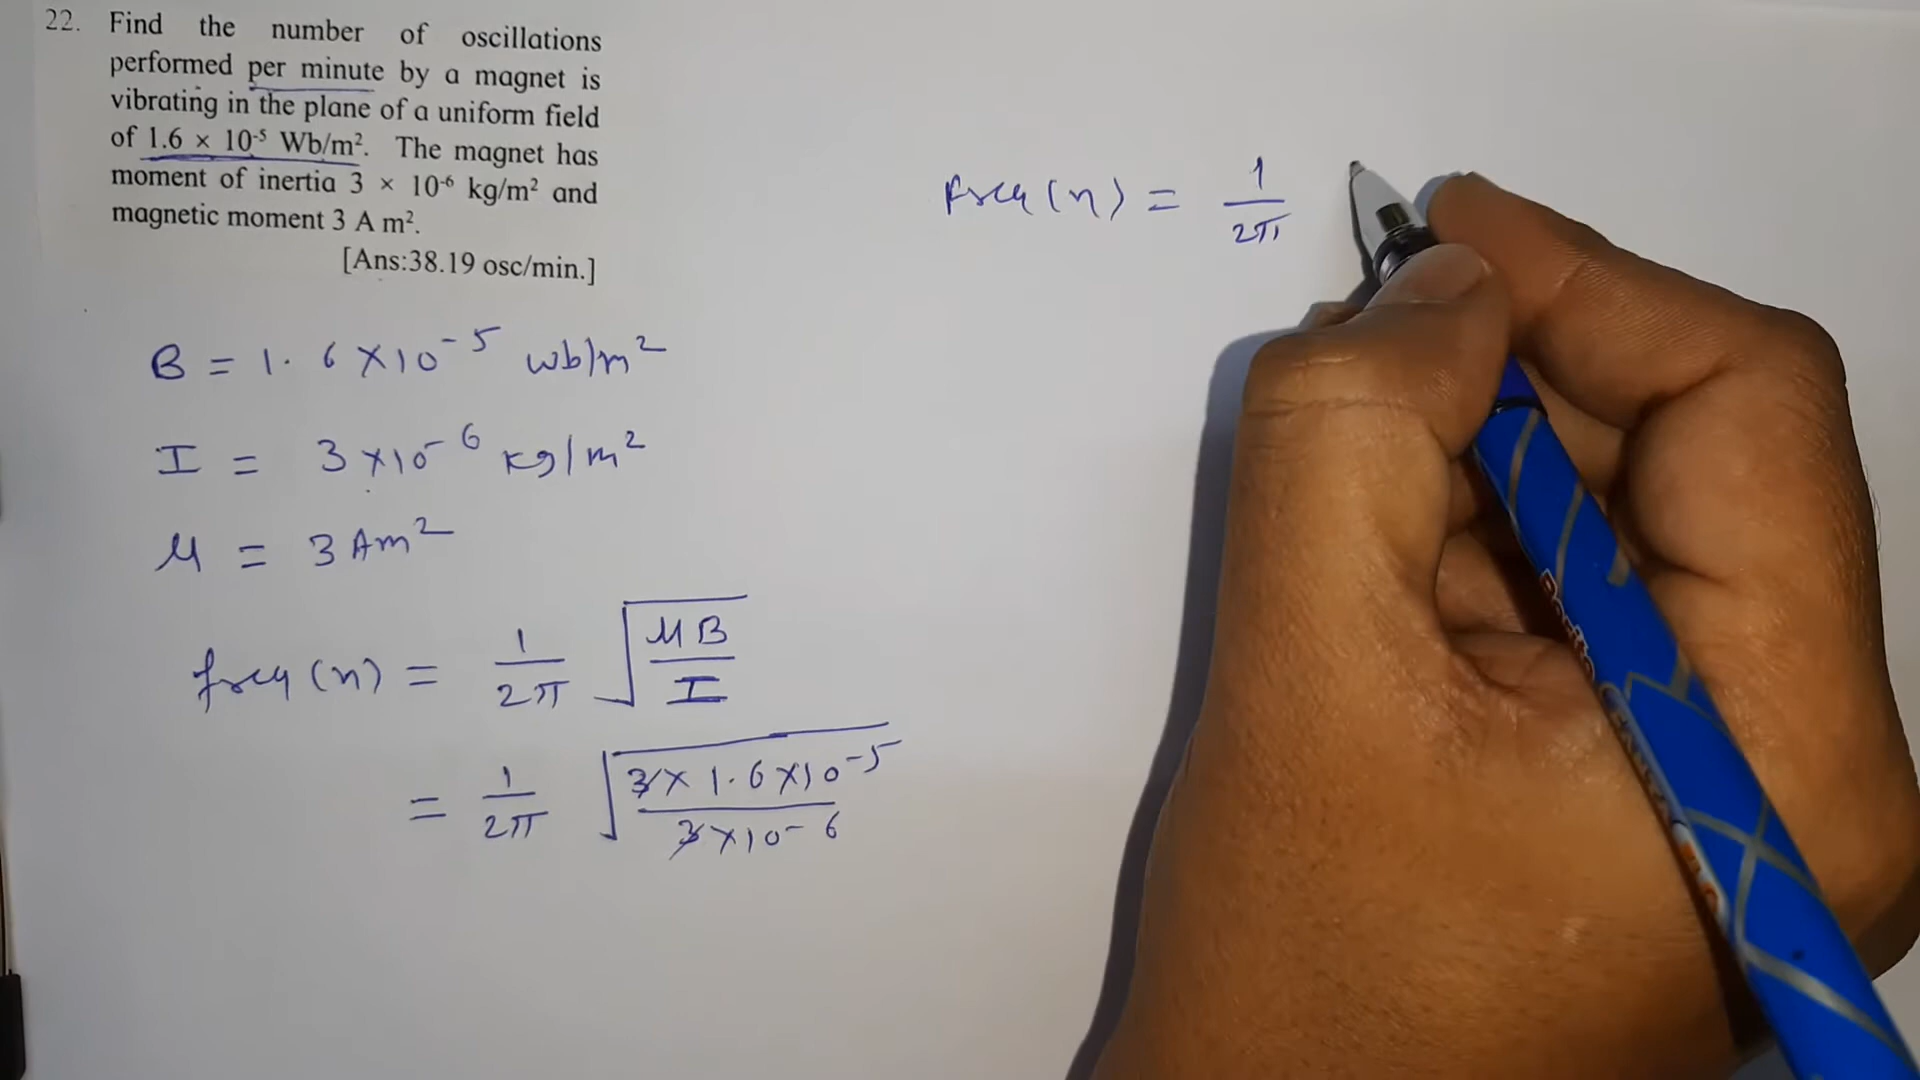 22. Find the number of oscillations
performed per minute by a magnet is
vibrating in the plane of a uniform field
of 1.6 × 10⁻⁵ Wb/m². The magnet has
moment of inertia 3 × 10⁻⁶ kg/m² and
magnetic moment 3 A m².
[Ans:38.19 osc/min.]
B = 1.6 × 10⁻⁵ wb/m²
I = 3 × 10⁻⁶ kg/m²
M = 3 Am²
freq (n) = 1/2π √(MB/I)
= 1/2π √(3 × 1.6 × 10⁻⁵ / 3 × 10⁻⁶)
freq (n) = 1/2π